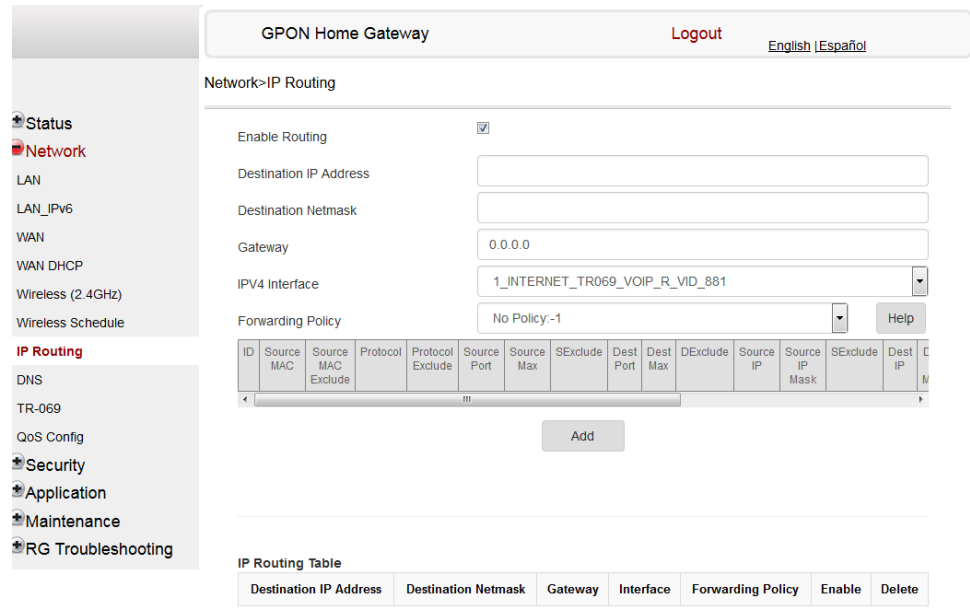 GPON Home Gateway
Logout
English | Español
Network>IP Routing
Status
Network
LAN
LAN_IPv6
WAN
WAN DHCP
Wireless (2.4GHz)
Wireless Schedule
IP Routing
DNS
TR-069
QoS Config
Security
Application
Maintenance
RG Troubleshooting
Enable Routing
Destination IP Address
Destination Netmask
Gateway 0.0.0.0
IPV4 Interface 1_INTERNET_TR069_VOIP_R_VID_881
Forwarding Policy No Policy:-1 Help
ID Source MAC Source MAC Exclude Protocol Protocol Exclude Source Port Source Max SExclude Dest Port Dest Max DExclude Source IP Source IP Mask SExclude Dest IP
Add
IP Routing Table
Destination IP Address Destination Netmask Gateway Interface Forwarding Policy Enable Delete